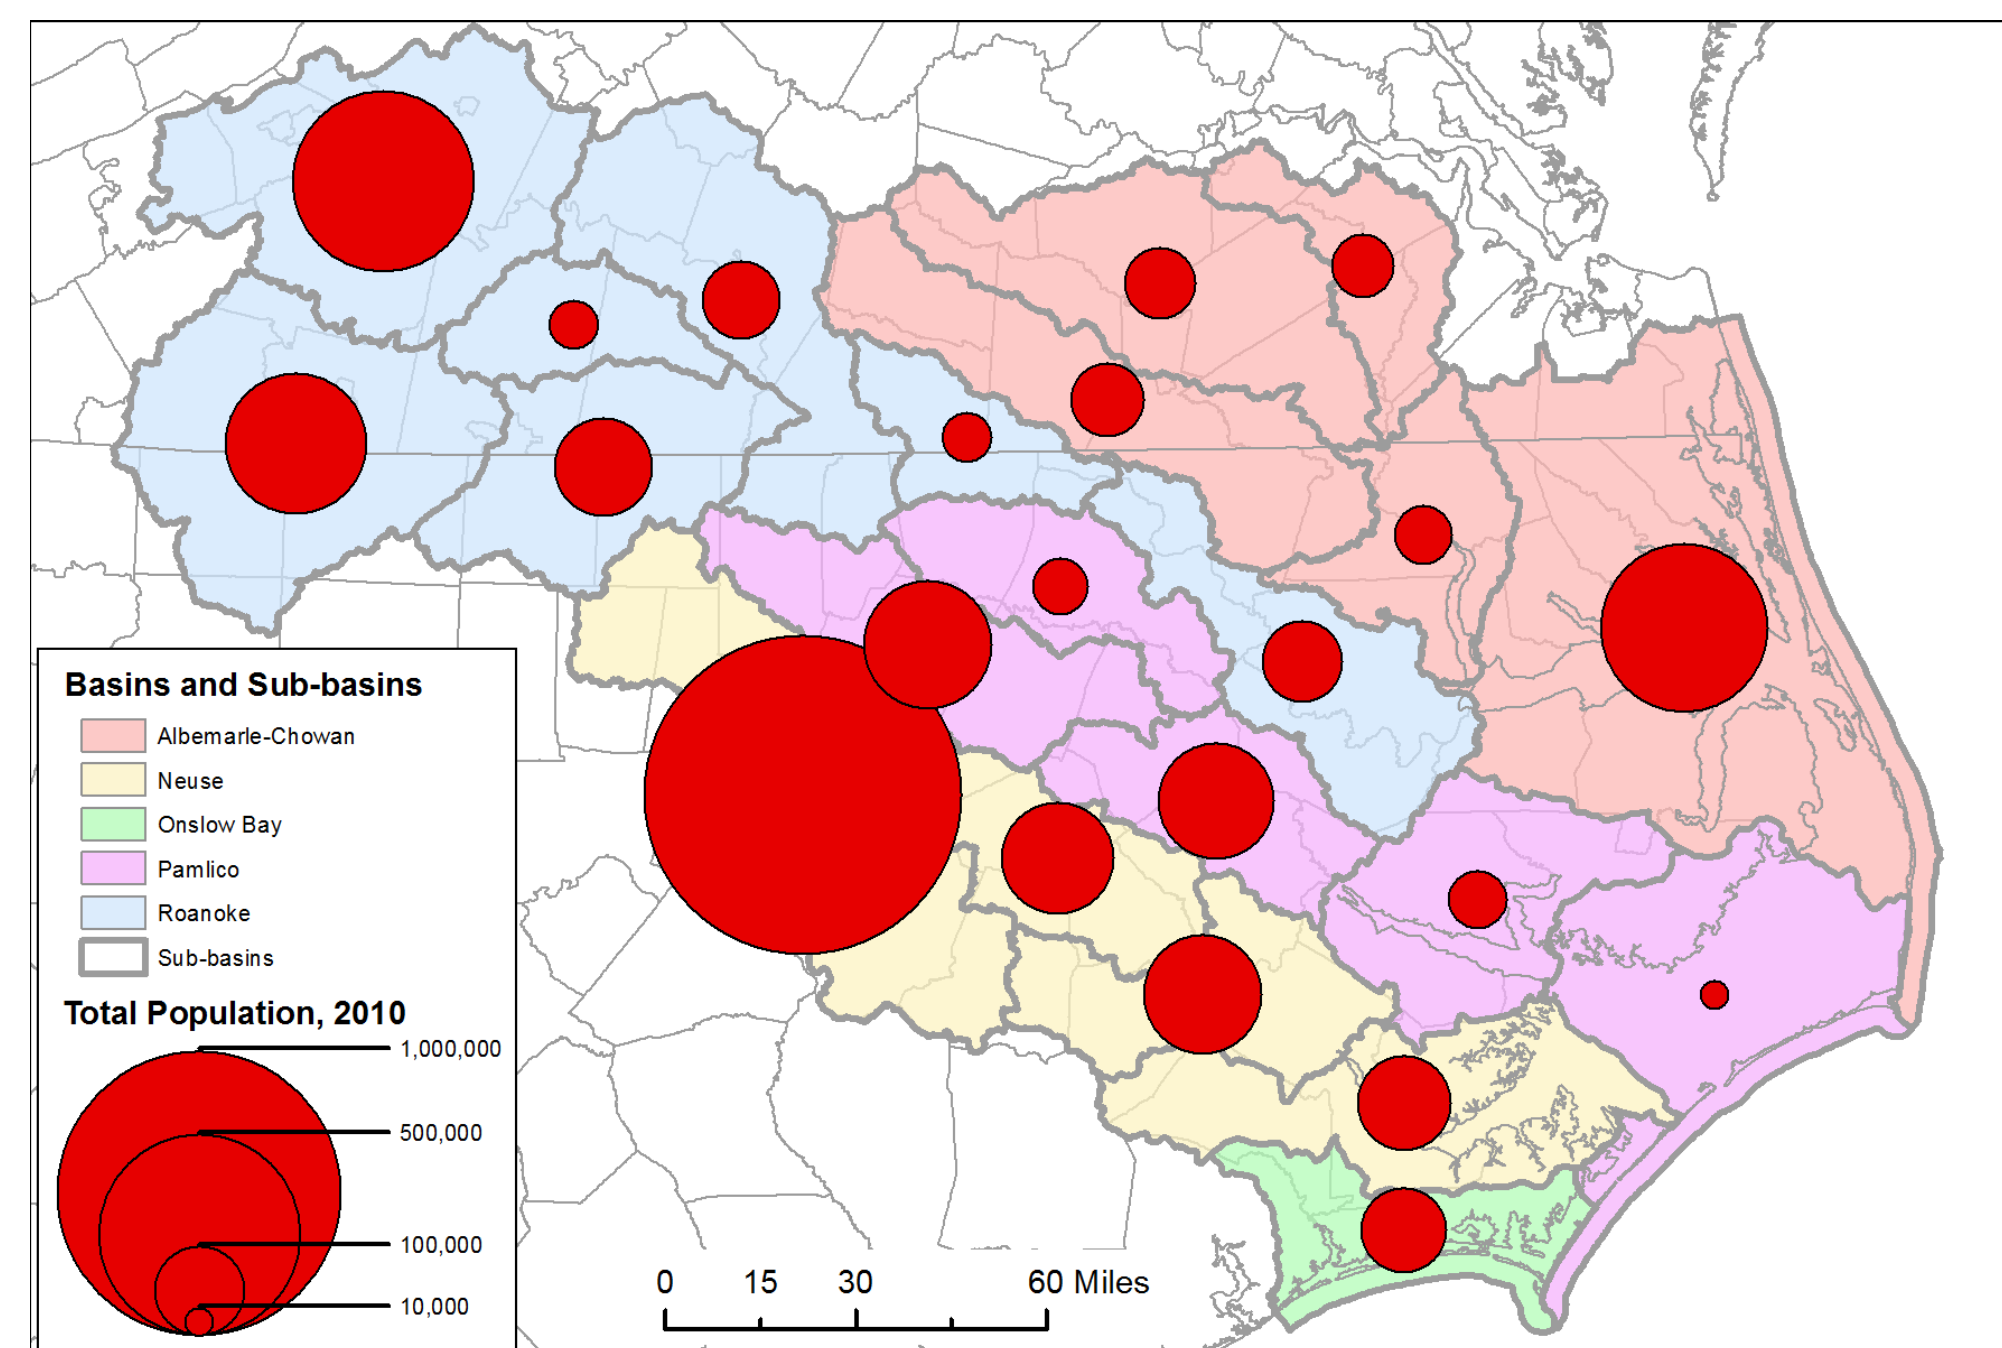 Basins and Sub-basins
Albemarle-Chowan
Neuse
Onslow Bay
Pamlico
Roanoke
Sub-basins
Total Population, 2010
1,000,000
500,000
100,000
10,000
0 15 30 60 Miles